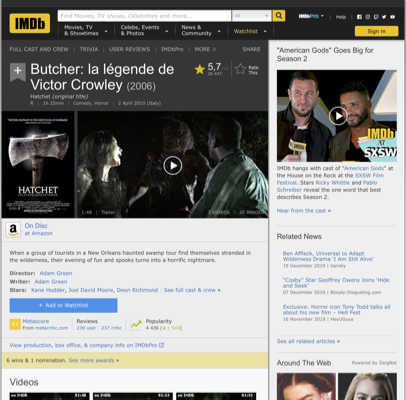 IMDb
Find Movies, TV shows, Celebrities and more...
All
IMDbPro
Help
Movies, TV & Showtimes
Celebs, Events & Photos
News & Community
Watchlist
Sign in
FULL CAST AND CREW | TRIVIA | USER REVIEWS | IMDbPro | MORE
SHARE
Butcher: la légende de Victor Crowley (2006)
Hatchet (original title)
R | 1h 25min | Comedy, Horror | 2 April 2010 (Italy)
5,7
Rate This
HATCHET
1:48 | Trailer
On Disc
at Amazon
When a group of tourists in a New Orleans haunted swamp tour find themselves stranded in
the wilderness, their evening of fun and spooks turns into a horrific nightmare.
Director: Adam Green
Writer: Adam Green
Stars: Kane Hodder, Joel David Moore, Deon Richmond | See full cast & crew »
+ Add to Watchlist
Metascore
From metacritic.com
Reviews
239 user | 237 critic
Popularity
View production, box office, & company info on IMDbPro
6 wins & 1 nomination. See more awards »
Videos
"American Gods" Goes Big for Season 2
IMDb
SXSW
IMDb hangs with cast of "American Gods" at
the House on the Rock at the SXSW Film
Festival. Stars Ricky Whittle and Pablo
Schreiber reveal the one word that best
describes Season 2.
Hear from the cast »
Related News
Ben Affleck, Universal to Adapt
Wilderness Drama 'I Am Still Alive'
19 December 2018 | Variety
"Cosby" Star Geoffrey Owens Joins 'Hide
and Seek'
07 December 2018 | Bloody-Disgusting.com
Exclusive: Horror icon Tony Todd talks all
about his new film – Hell Fest
16 November 2018 | HeyUGuys
See all related articles »
Around The Web
Powered by ZergNet